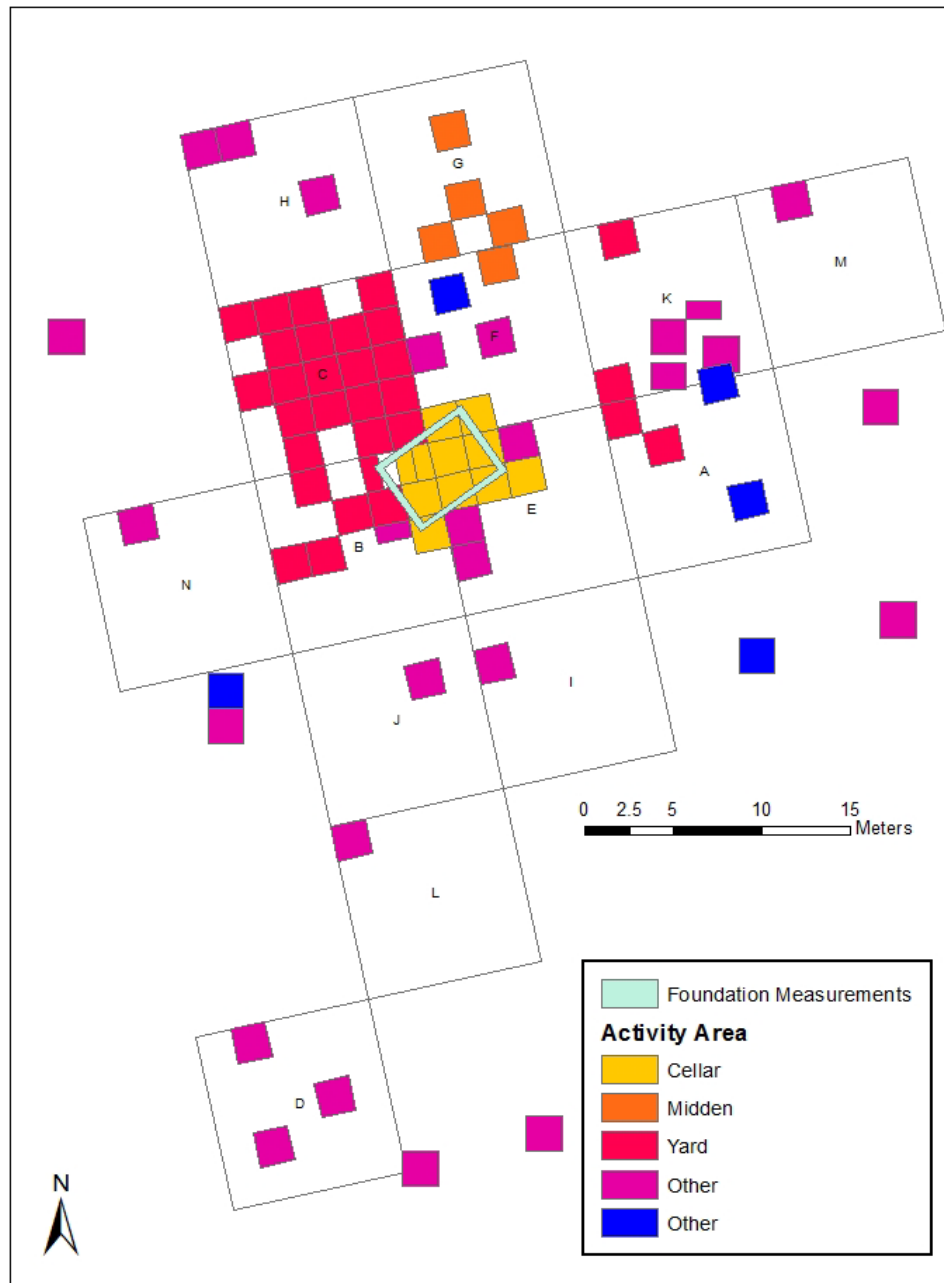 G
H
M
K
F
C
A
E
B
N
I
J
0 2.5 5 10 15
Meters
L
Foundation Measurements
Activity Area
Cellar
Midden
Yard
Other
Other
D
N